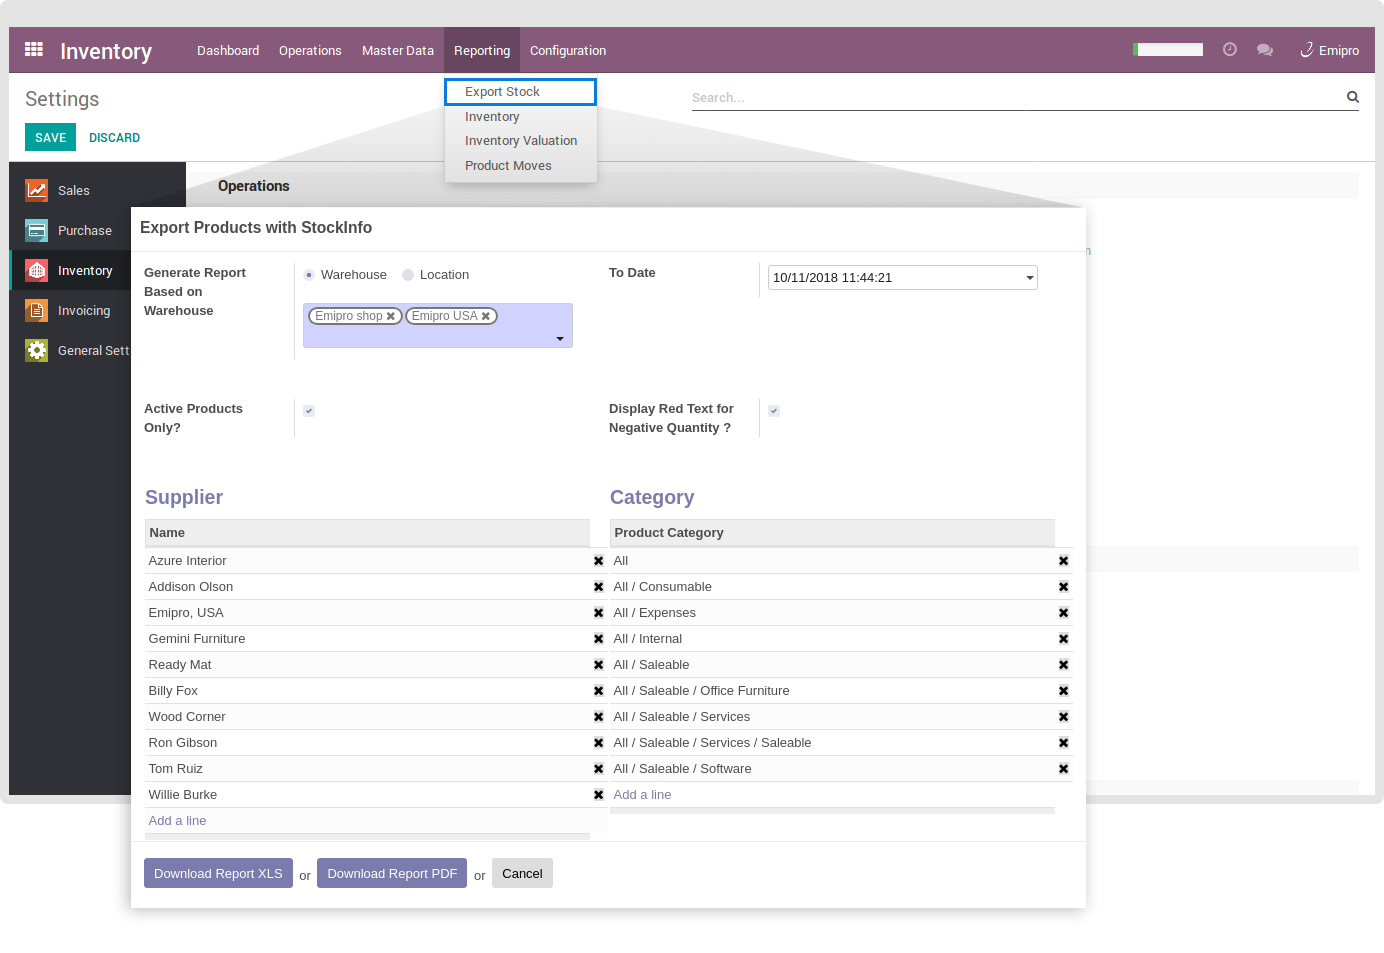 Inventory Dashboard Operations Master Data Reporting Configuration Emipro
Settings
Export Stock
Search...
Inventory
SAVE DISCARD
Inventory Valuation
Product Moves
Sales
Operations
Purchase
Inventory
Invoicing
General Sett
Export Products with StockInfo
Generate Report
Based on
Warehouse
Warehouse Location
To Date
10/11/2018 11:44:21
Emipro shop Emipro USA
Active Products
Only?
Display Red Text for
Negative Quantity ?
Supplier
Name
Azure Interior
Addison Olson
Emipro, USA
Gemini Furniture
Ready Mat
Billy Fox
Wood Corner
Ron Gibson
Tom Ruiz
Willie Burke
Add a line
Category
Product Category
All
All / Consumable
All / Expenses
All / Internal
All / Saleable
All / Saleable / Office Furniture
All / Saleable / Services
All / Saleable / Services / Saleable
All / Saleable / Software
Add a line
Download Report XLS or Download Report PDF or Cancel